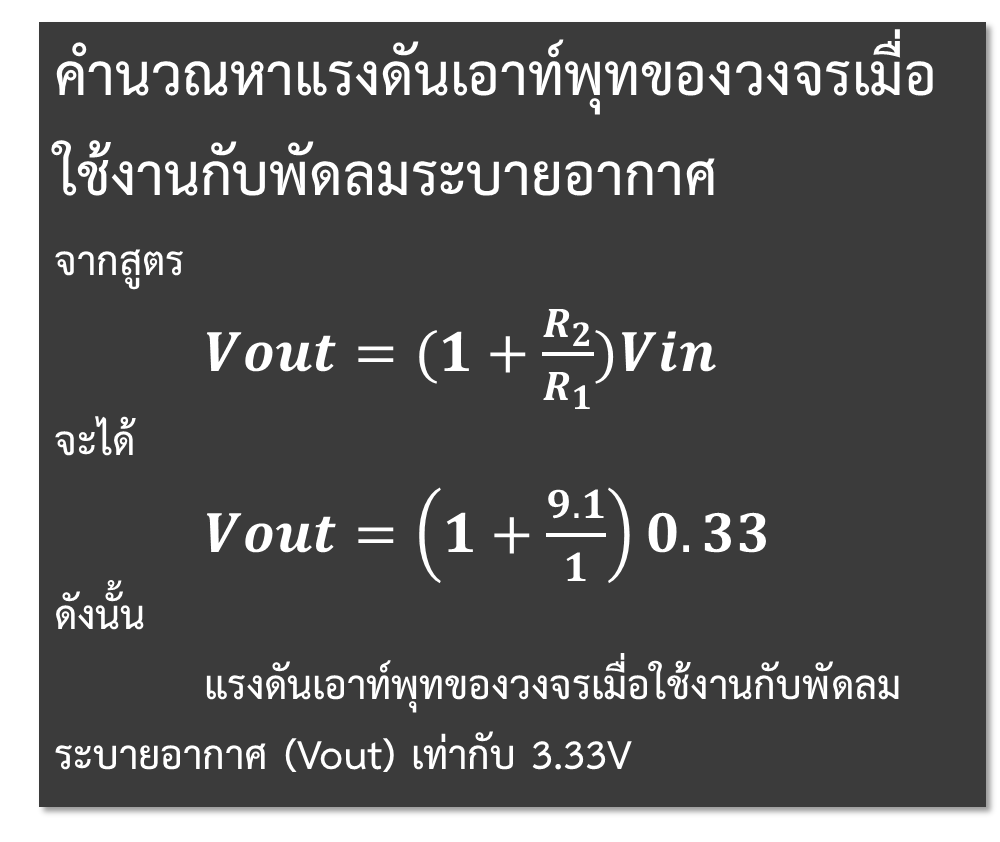 คำนวณหาแรงดันเอาท์พุทของวงจรเมื่อ
ใช้งานกับพัดลมระบายอากาศ
จากสูตร
Vout = (1 + R₂/R₁)Vin
จะได้
Vout = (1 + 9.1/1) 0.33
ดังนั้น
แรงดันเอาท์พุทของวงจรเมื่อใช้งานกับพัดลม
ระบายอากาศ (Vout) เท่ากับ 3.33V